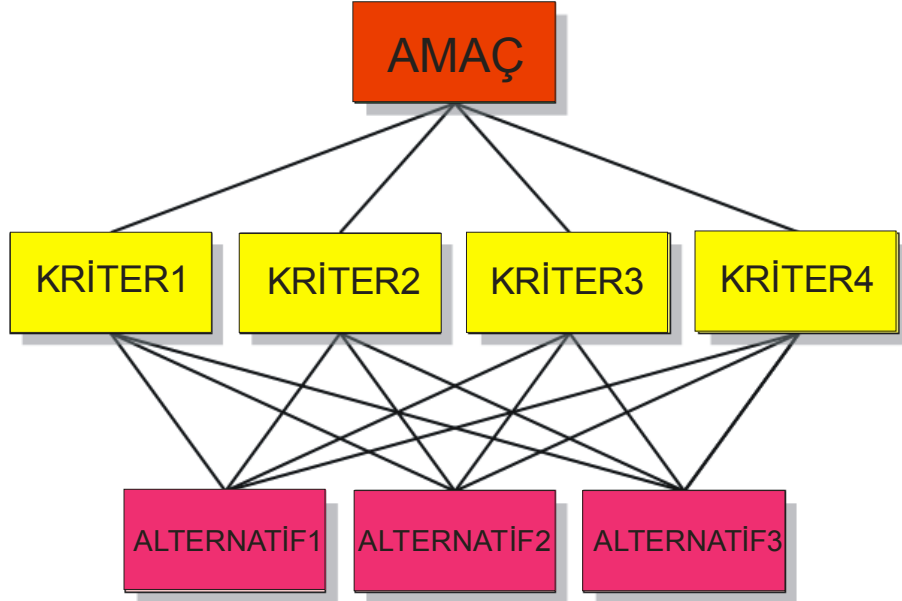 AMAÇ
KRİTER1
KRİTER2
KRİTER3
KRİTER4
ALTERNATİF1
ALTERNATİF2
ALTERNATİF3